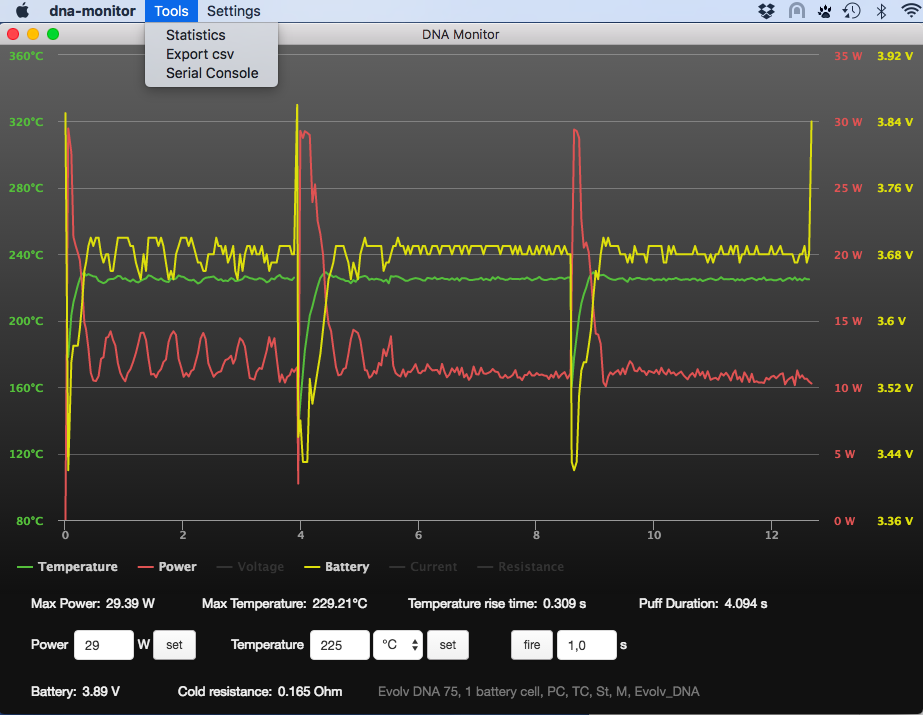 dna-monitor Tools Settings
DNA Monitor
Statistics
Export csv
Serial Console
360°C 35 W 3.92 V
320°C 30 W 3.84 V
280°C 25 W 3.76 V
240°C 20 W 3.68 V
200°C 15 W 3.6 V
160°C 10 W 3.52 V
120°C 5 W 3.44 V
80°C 0 W 3.36 V
0 2 4 6 8 10 12
Temperature Power Voltage Battery Current Resistance
Max Power: 29.39 W Max Temperature: 229.21°C Temperature rise time: 0.309 s Puff Duration: 4.094 s
Power 29 W set Temperature 225 °C set fire 1,0 s
Battery: 3.89 V Cold resistance: 0.165 Ohm Evolv DNA 75, 1 battery cell, PC, TC, St, M, Evolv_DNA